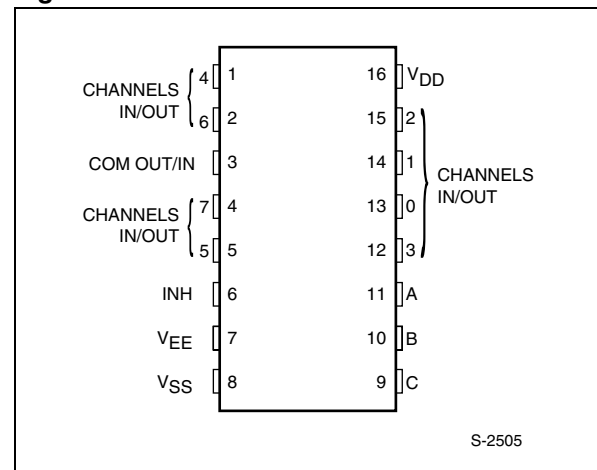 CHANNELS
IN/OUT
4 1
6 2
COM OUT/IN 3
CHANNELS
IN/OUT
7 4
5 5
INH 6
VEE 7
VSS 8
16 VDD
15 2
14 1
13 0
12 3
CHANNELS
IN/OUT
11 A
10 B
9 C
S-2505